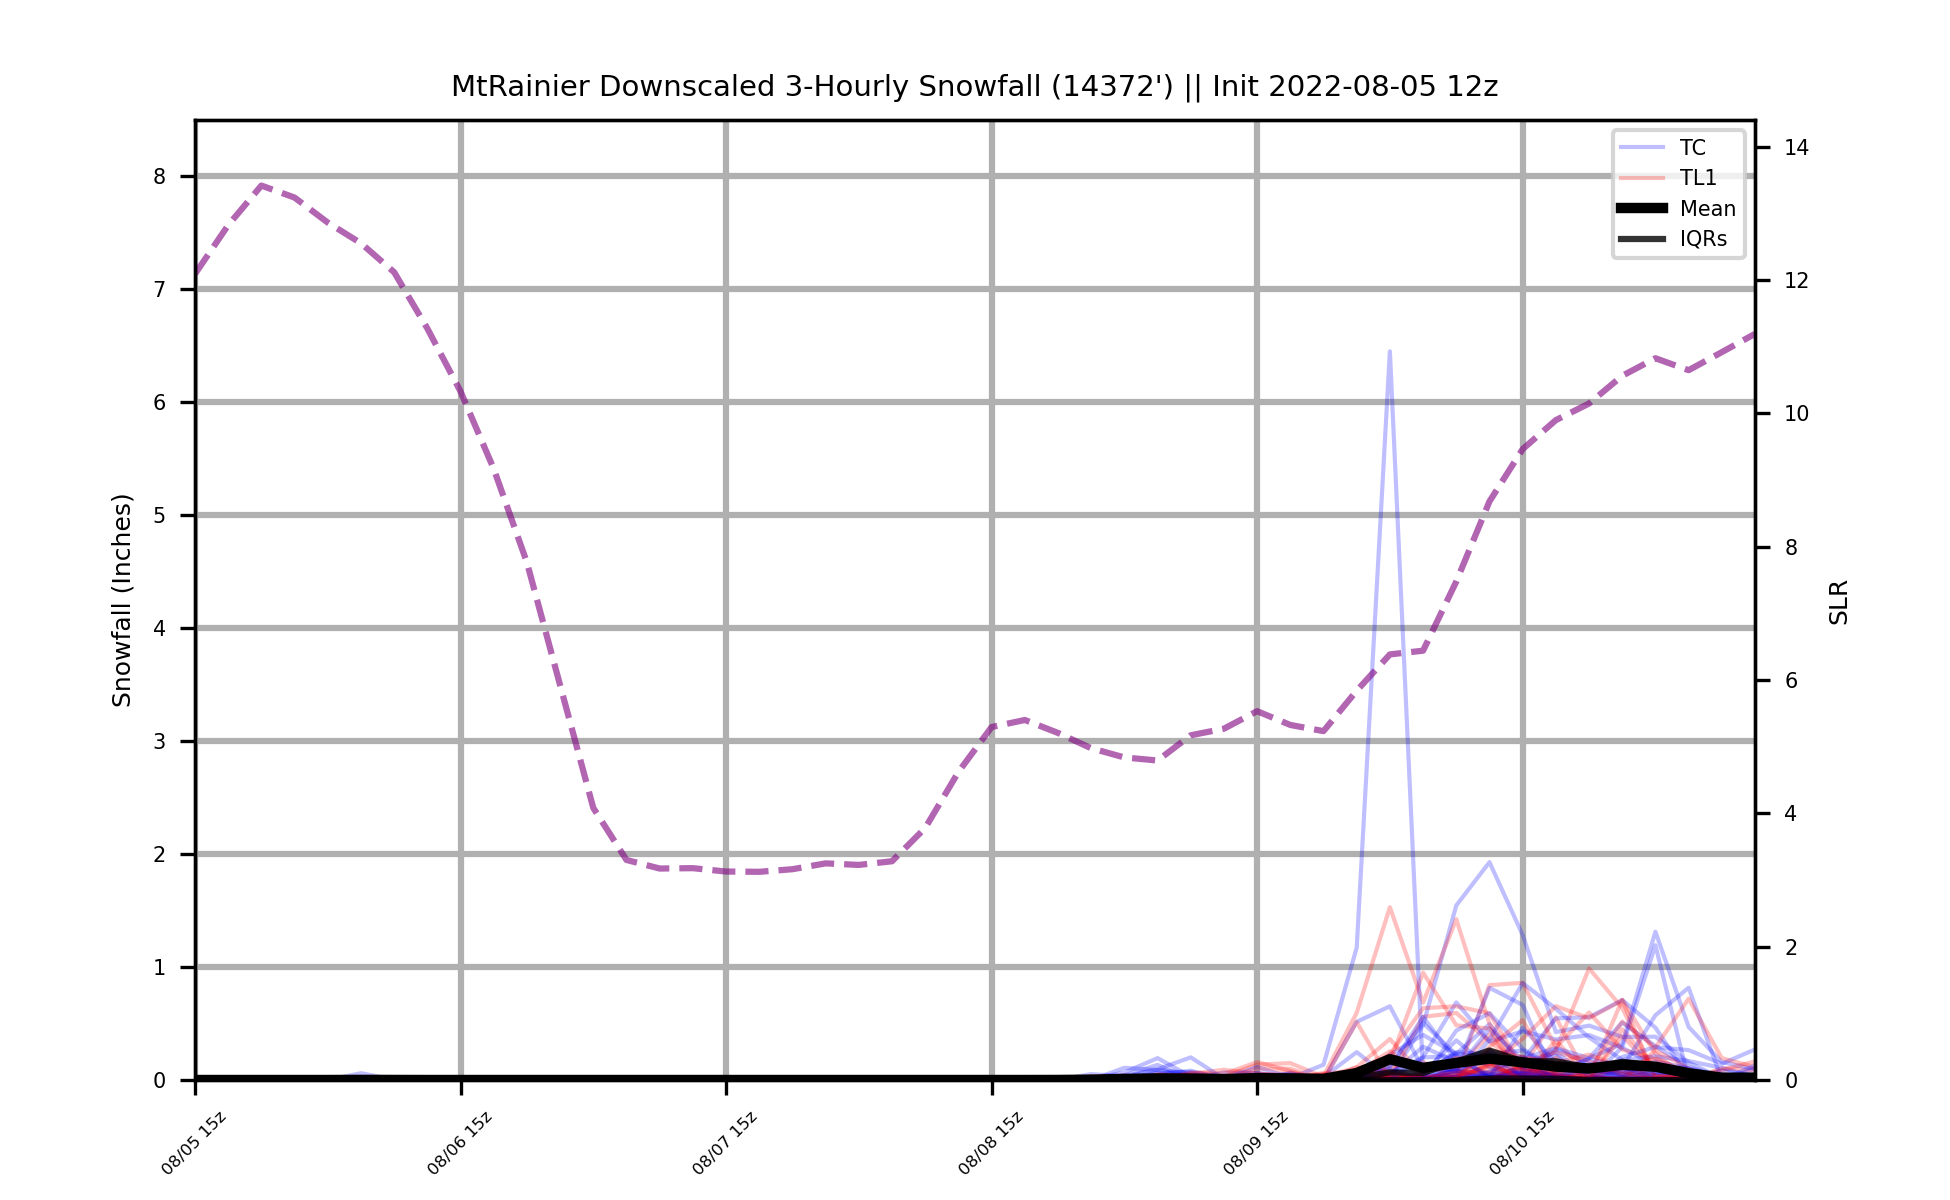 MtRainier Downscaled 3-Hourly Snowfall (14372') || Init 2022-08-05 12z
TC
TL1
Mean
IQRs
Snowfall (Inches)
8
7
6
5
4
3
2
1
0
14
12
10
8
6
4
2
0
SLR
08/05 15z
08/06 15z
08/07 15z
08/08 15z
08/09 15z
08/10 15z